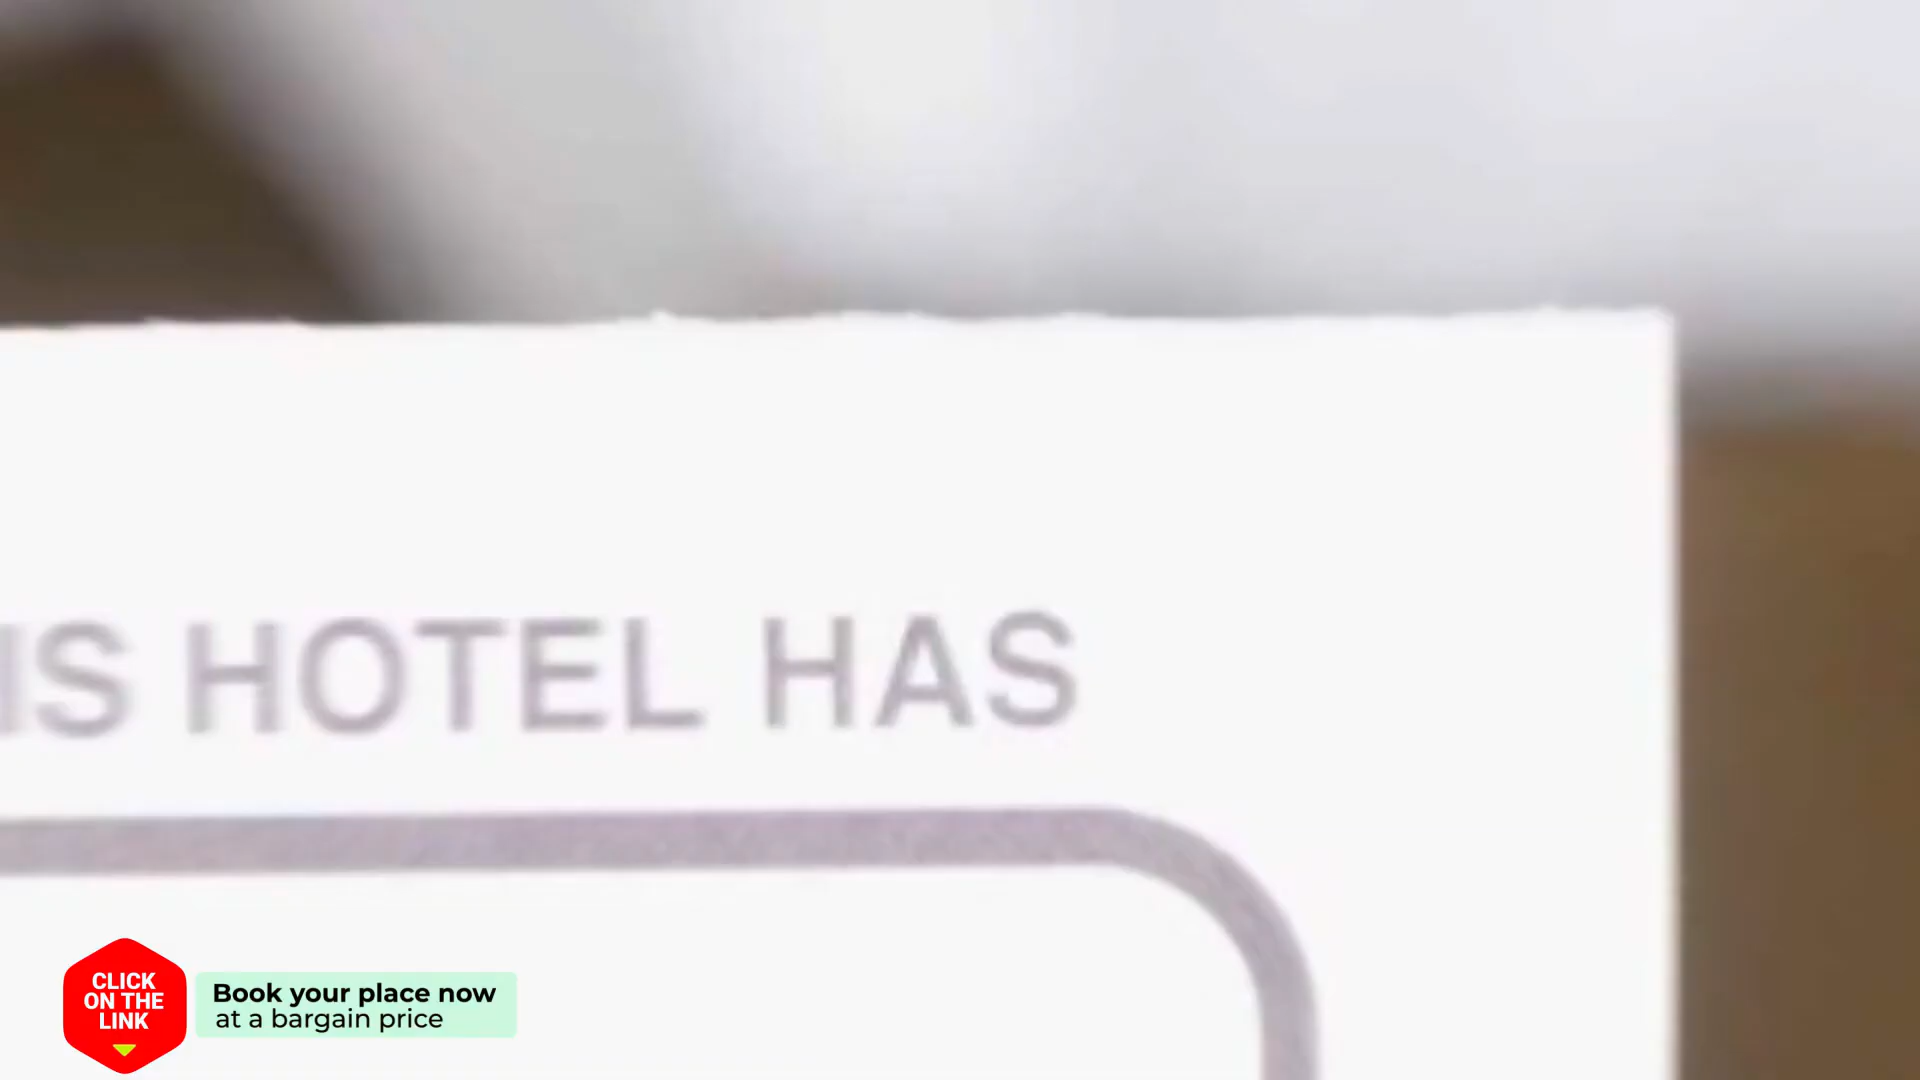 IS HOTEL HAS
CLICK
ON THE
LINK
Book your place now
at a bargain price